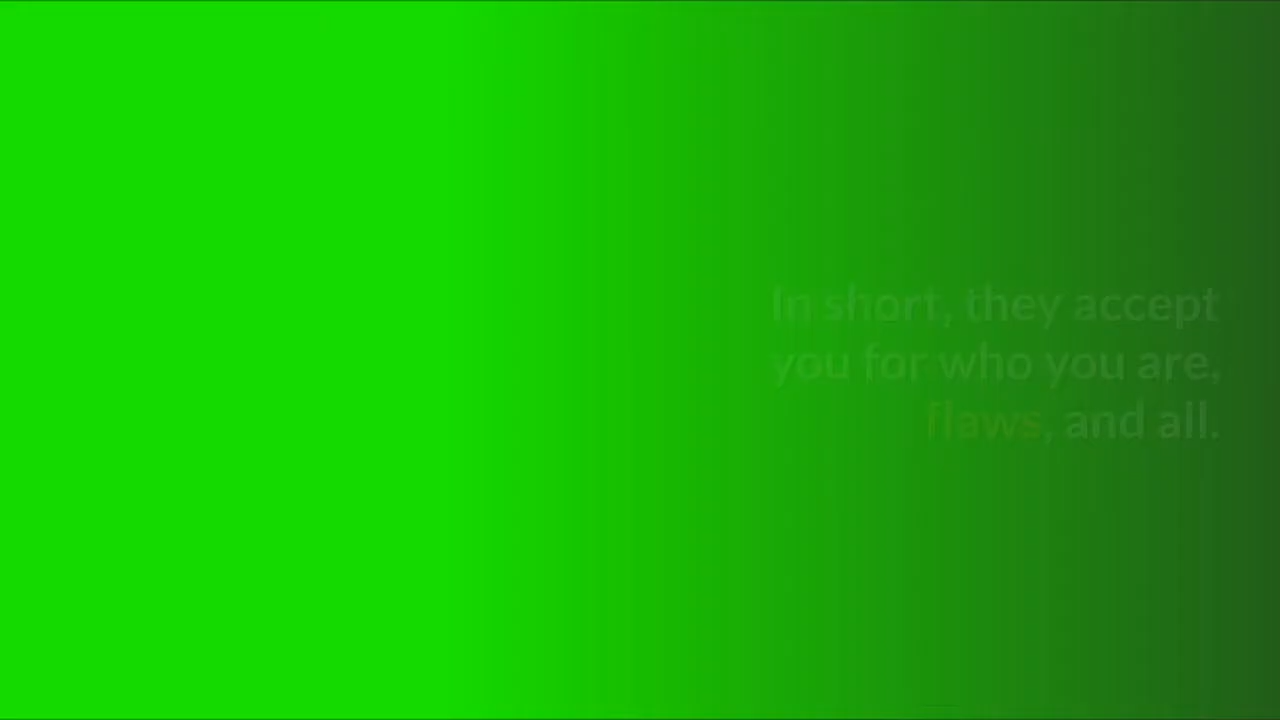 In short, they accept
you for who you are,
flaws, and all.